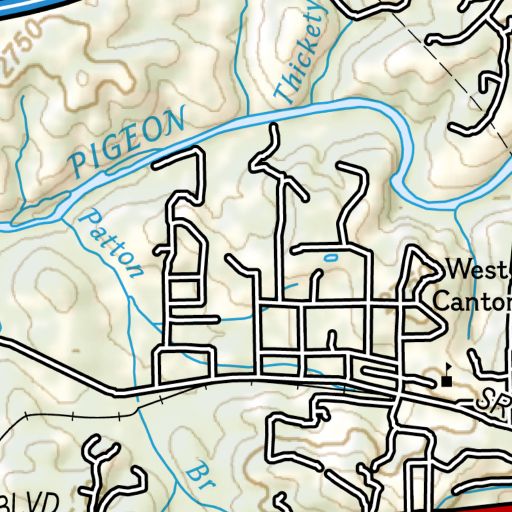 2750
Thickety
PIGEON
Patton
West
Canton
SR
Br
BLVD